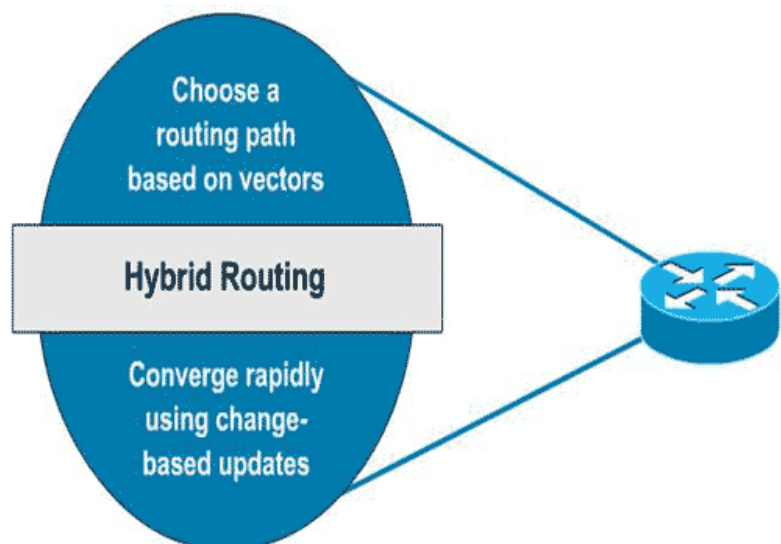 Choose a
routing path
based on vectors
Hybrid Routing
Converge rapidly
using change-
based updates